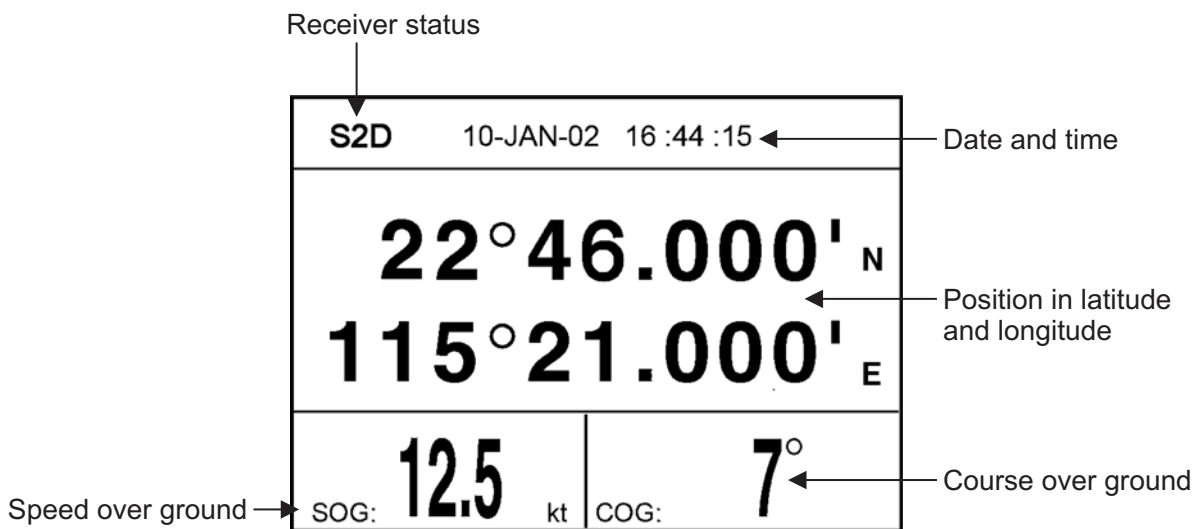 Receiver status
S2D 10-JAN-02 16 :44 :15
Date and time
22°46.000' N
Position in latitude
and longitude
115°21.000' E
12.5
7°
Course over ground
Speed over ground
SOG: kt COG: